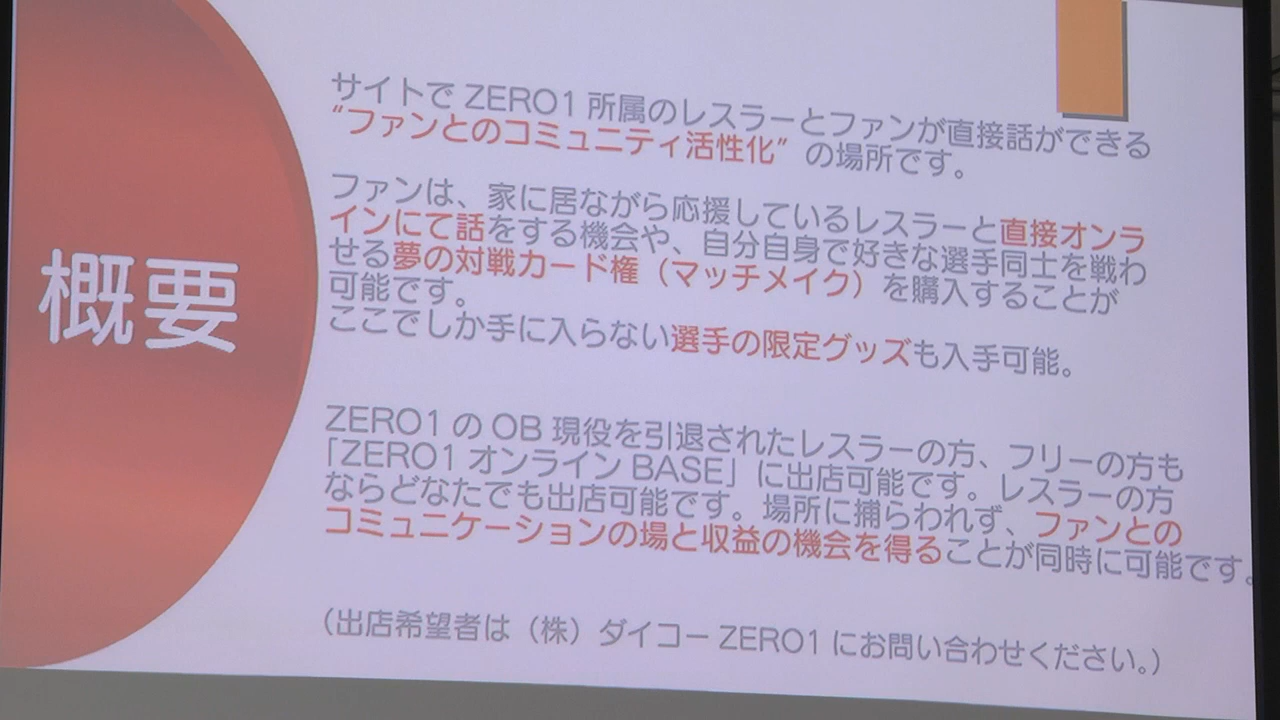 概要
サイトで ZERO1 所属のレスラーとファンが直接話ができる
“ファンとのコミュニティ活性化” の場所です。
ファンは、家に居ながら応援しているレスラーと直接オンラ
インにて話をする機会や、自分自身で好きな選手同士を戦わ
せる夢の対戦カード権（マッチメイク）を購入することが
可能です。
ここでしか手に入らない選手の限定グッズも入手可能。
ZERO1 の OB 現役を引退されたレスラーの方、フリーの方も
「ZERO1 オンライン BASE」に出店可能です。レスラーの方
ならどなたでも出店可能です。場所に捕らわれず、ファンとの
コミュニケーションの場と収益の機会を得ることが同時に可能です。
（出店希望者は（株）ダイコー ZERO1 にお問い合わせください。）